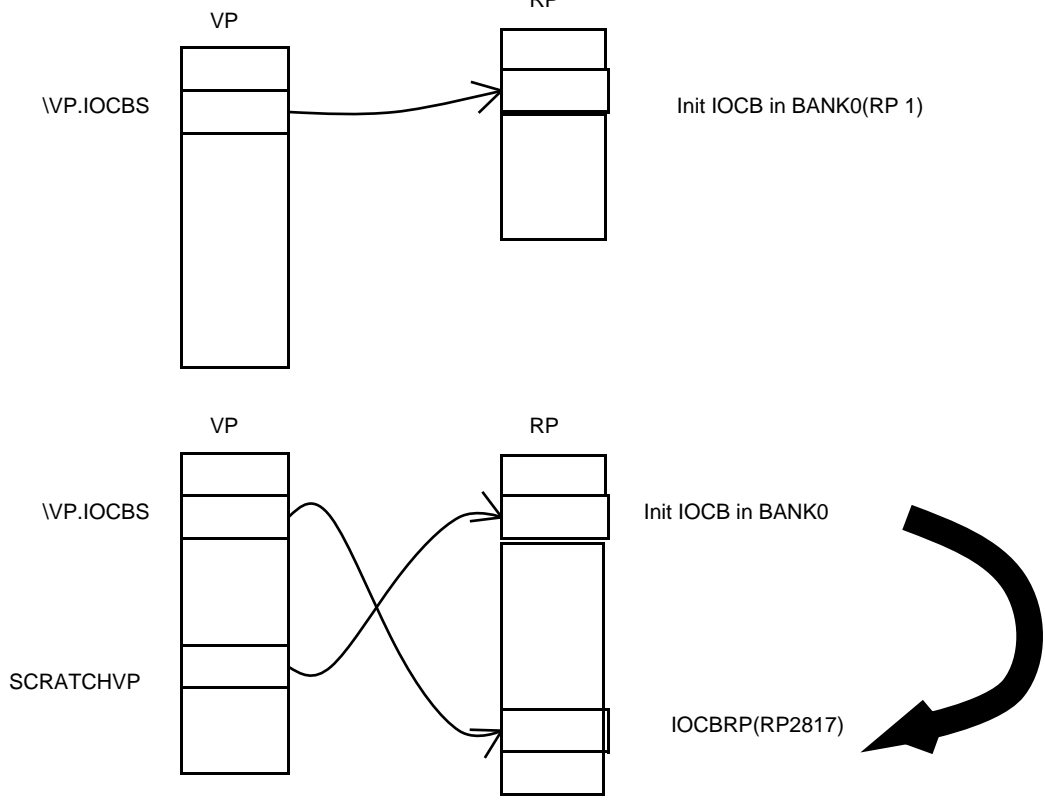 VP
RP
\VP.IOCBS
Init IOCB in BANK0(RP 1)
VP
RP
\VP.IOCBS
Init IOCB in BANK0
SCRATCHVP
IOCBRP(RP2817)